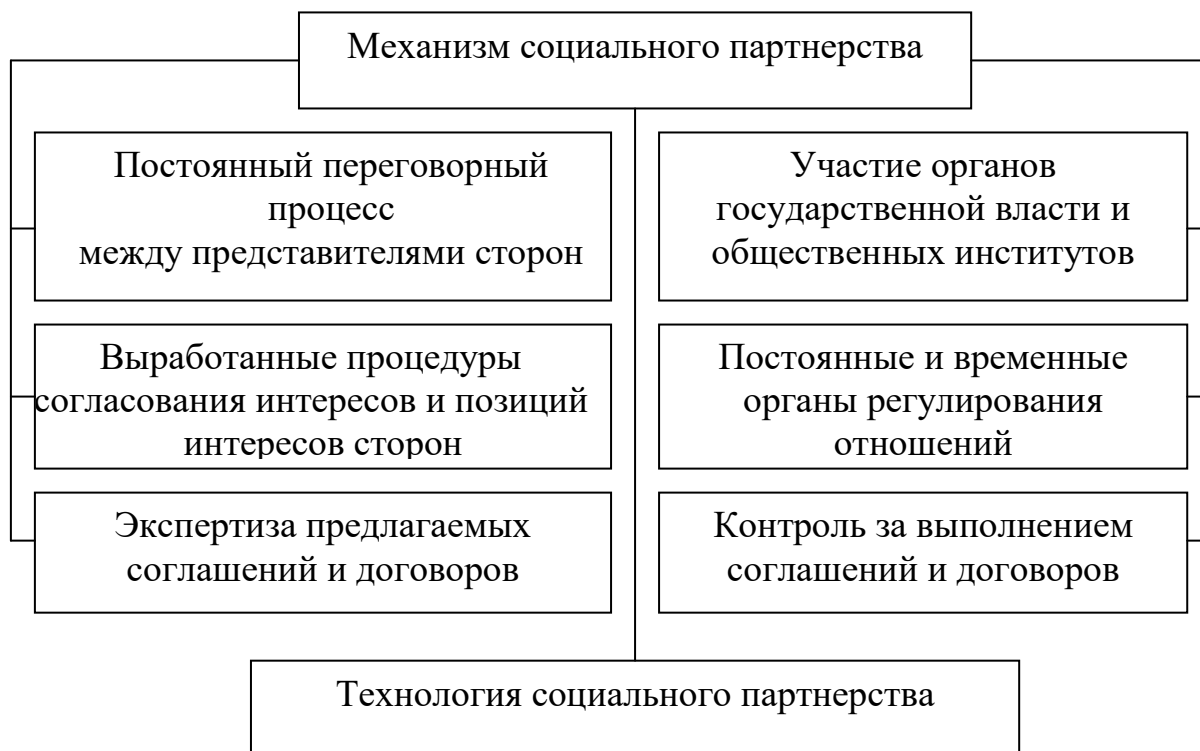 Механизм социального партнерства
Постоянный переговорный
процесс
между представителями сторон
Участие органов
государственной власти и
общественных институтов
Выработанные процедуры
согласования интересов и позиций
интересов сторон
Постоянные и временные
органы регулирования
отношений
Экспертиза предлагаемых
соглашений и договоров
Контроль за выполнением
соглашений и договоров
Технология социального партнерства